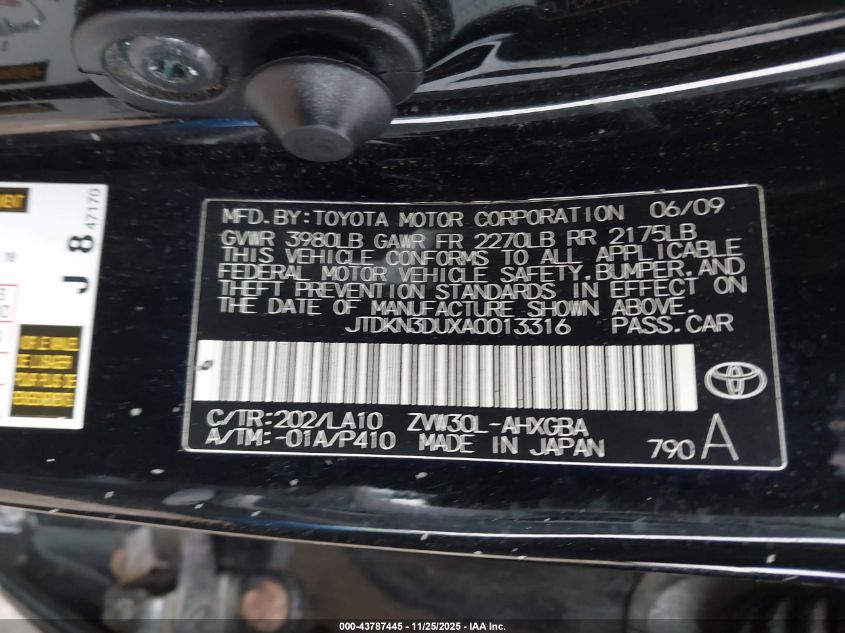 MFD.BY:TOYOTA MOTOR CORPORATION 06/09
GVWR 3980LB GAWR FR 2270LB RR 2175LB
THIS VEHICLE CONFORMS TO ALL APPLICABLE
FEDERAL MOTOR VEHICLE SAFETY,BUMPER,AND
THEFT PREVENTION STANDARDS IN EFFECT ON
THE DATE OF MANUFACTURE SHOWN ABOVE.
JTDKN3DUXA0013316 PASS.CAR
C/TR:202/LA10 ZVW30L-AHXGBA
A/TM:-01A/P410 MADE IN JAPAN 790A
J 8
47170
000-43787445 - 11/25/2025 - IAA Inc.